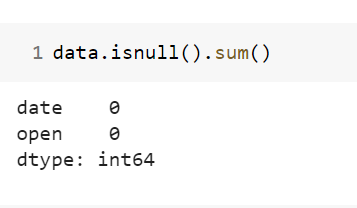 1 data.isnull().sum()
date    0
open    0
dtype: int64